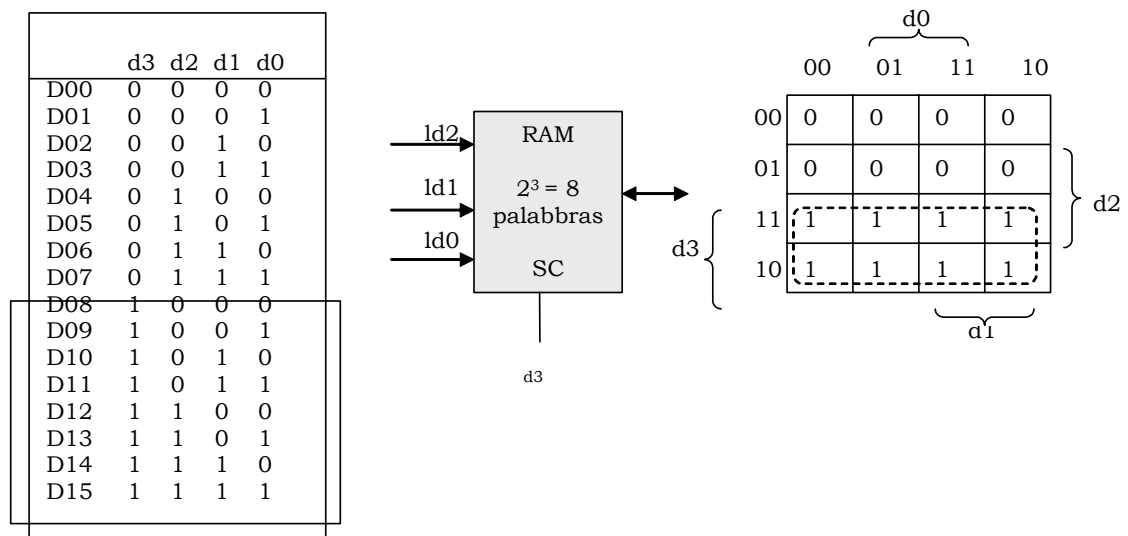 d3 d2 d1 d0
D00 0 0 0 0
D01 0 0 0 1
D02 0 0 1 0
D03 0 0 1 1
D04 0 1 0 0
D05 0 1 0 1
D06 0 1 1 0
D07 0 1 1 1
D08 1 0 0 0
D09 1 0 0 1
D10 1 0 1 0
D11 1 0 1 1
D12 1 1 0 0
D13 1 1 0 1
D14 1 1 1 0
D15 1 1 1 1
ld2
ld1
ld0
RAM
2³ = 8
palabbras
SC
d3
d0
00 01 11 10
00 0 0 0 0
01 0 0 0 0
11 1 1 1 1
10 1 1 1 1
d2
d3
d1